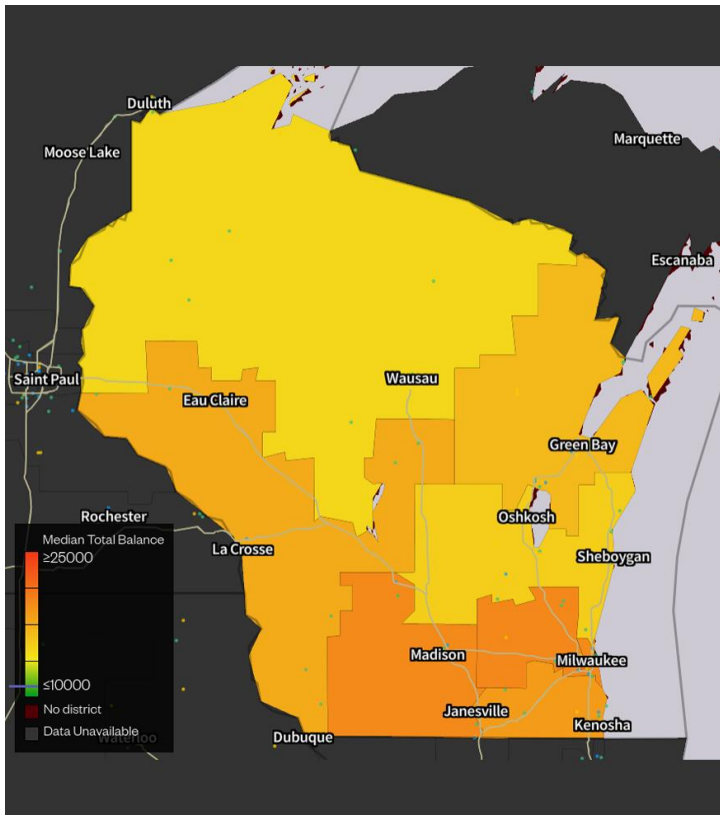 Duluth
Moose Lake
Marquette
Escanaba
Saint Paul
Wausau
Eau Claire
Green Bay
Rochester
Oshkosh
La Crosse
Sheboygan
Median Total Balance
≥25000
≤10000
No district
Data Unavailable
Waterloo
Madison
Milwaukee
Janesville
Kenosha
Dubuque